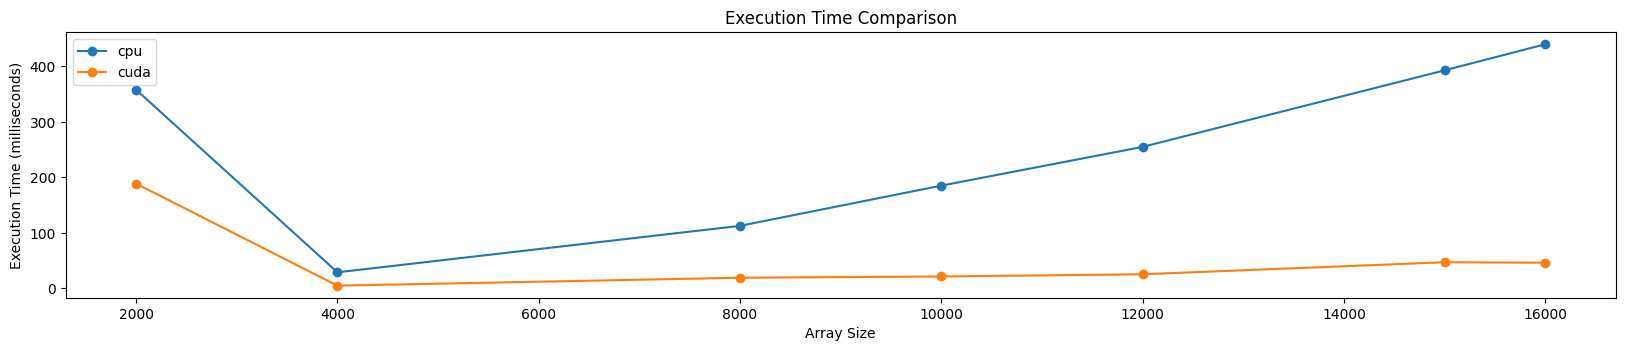 Execution Time Comparison
cpu
cuda
Execution Time (milliseconds)
400
300
200
100
0
2000 4000 6000 8000 10000 12000 14000 16000
Array Size